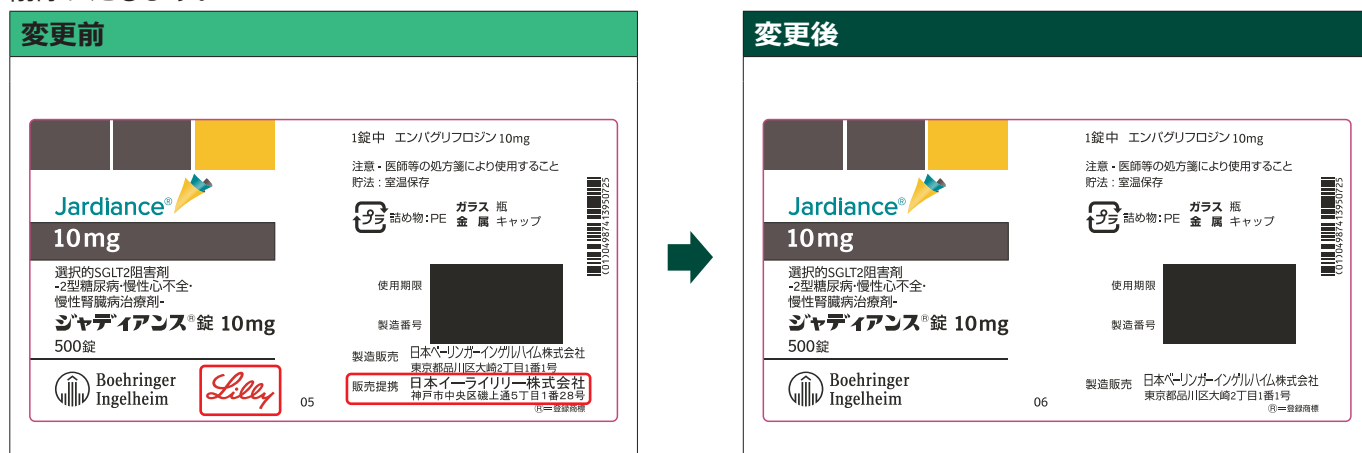 変更前
Jardiance®
10mg
選択的SGLT2阻害剤
-2型糖尿病・慢性心不全・
慢性腎臓病治療剤-
ジャディアンス®錠 10mg
500錠
Boehringer
Ingelheim
Lilly
05
1錠中 エンパグリフロジン10mg
注意 - 医師等の処方箋により使用すること
貯法 : 室温保存
プラ 詰め物:PE ガラス 瓶
金属 キャップ
(01)04987413950725
使用期限
製造番号
製造販売 日本ベーリンガーインゲルハイム株式会社
東京都品川区大崎2丁目1番1号
販売提携 日本イーライリリー株式会社
神戸市中央区磯上通5丁目1番28号
®=登録商標
変更後
Jardiance®
10mg
選択的SGLT2阻害剤
-2型糖尿病・慢性心不全・
慢性腎臓病治療剤-
ジャディアンス®錠 10mg
500錠
Boehringer
Ingelheim
06
1錠中 エンパグリフロジン10mg
注意 - 医師等の処方箋により使用すること
貯法 : 室温保存
プラ 詰め物:PE ガラス 瓶
金属 キャップ
(01)04987413950725
使用期限
製造番号
製造販売 日本ベーリンガーインゲルハイム株式会社
東京都品川区大崎2丁目1番1号
®=登録商標